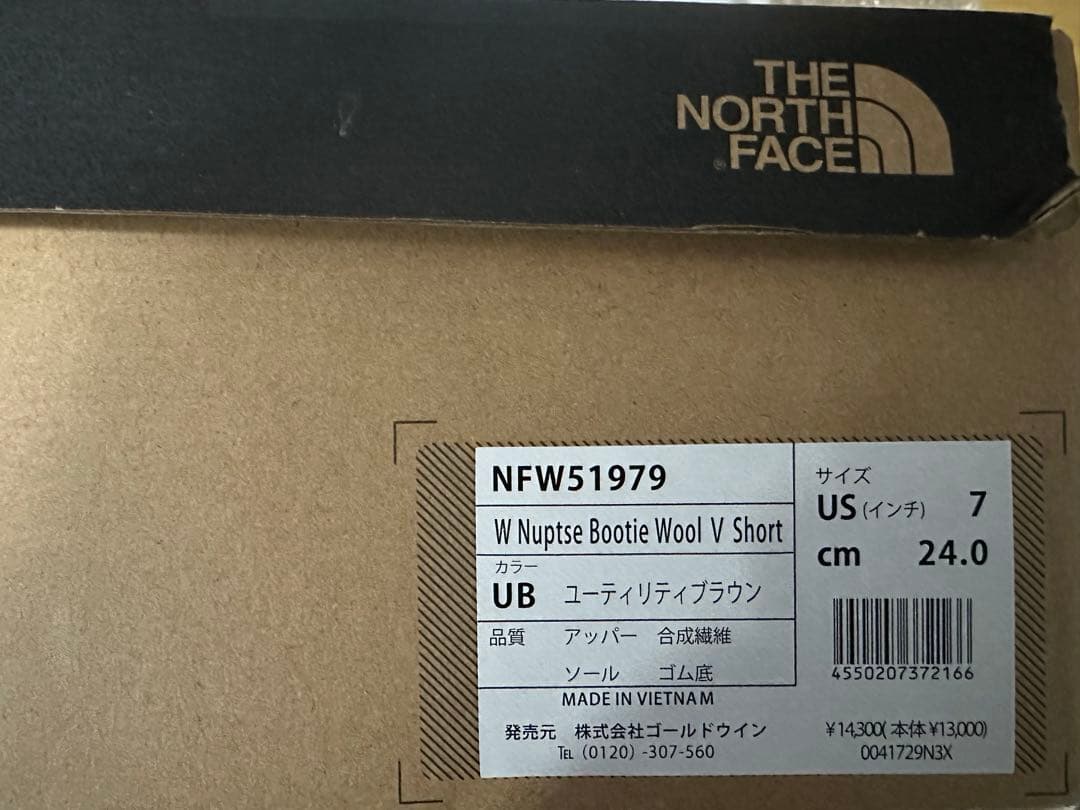 THE
NORTH
FACE
®
NFW51979
W Nuptse Bootie Wool V Short
カラー
UB ユーティリティブラウン
品質 アッパー 合成繊維
ソール ゴム底
MADE IN VIETNAM
発売元 株式会社ゴールドウイン
TEL (0120) -307-560
サイズ
US (インチ) 7
cm 24.0
4550207372166
¥14,300(本体¥13,000)
0041729N3X